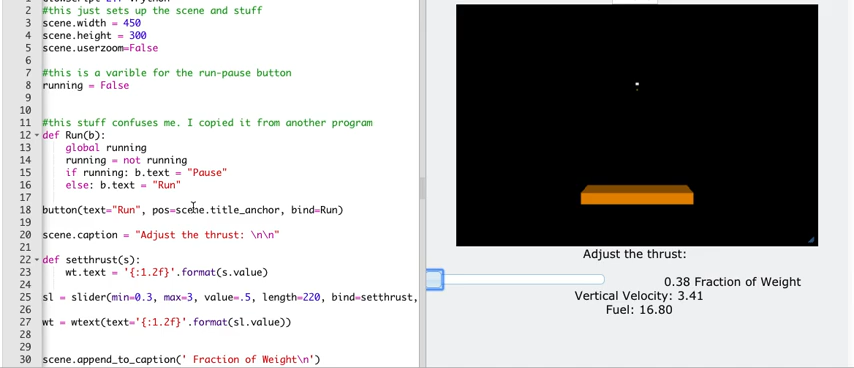 2 #this just sets up the scene and stuff
3 scene.width = 450
4 scene.height = 300
5 scene.userzoom=False
6
7 #this is a varible for the run-pause button
8 running = False
9
10
11 #this stuff confuses me. I copied it from another program
12 def Run(b):
13 global running
14 running = not running
15 if running: b.text = "Pause"
16 else: b.text = "Run"
17
18 button(text="Run", pos=scene.title_anchor, bind=Run)
19
20 scene.caption = "Adjust the thrust: \n\n"
21
22 def setthrust(s):
23 wt.text = '{:1.2f}'.format(s.value)
24
25 sl = slider(min=0.3, max=3, value=.5, length=220, bind=setthrust,
26
27 wt = wtext(text='{:1.2f}'.format(sl.value))
28
29
30 scene.append_to_caption(' Fraction of Weight\n')
Adjust the thrust:
0.38 Fraction of Weight
Vertical Velocity: 3.41
Fuel: 16.80